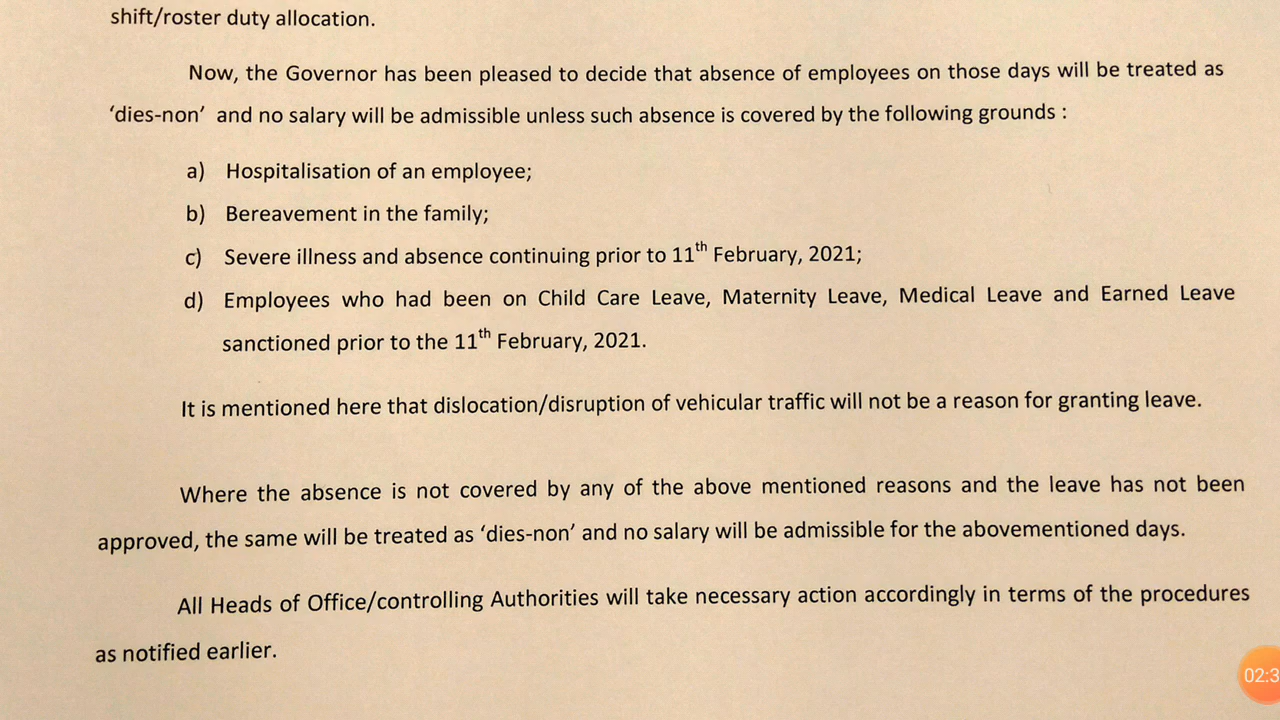 shift/roster duty allocation.
Now, the Governor has been pleased to decide that absence of employees on those days will be treated as
‘dies-non’ and no salary will be admissible unless such absence is covered by the following grounds :
a) Hospitalisation of an employee;
b) Bereavement in the family;
c) Severe illness and absence continuing prior to 11th February, 2021;
d) Employees who had been on Child Care Leave, Maternity Leave, Medical Leave and Earned Leave
sanctioned prior to the 11th February, 2021.
It is mentioned here that dislocation/disruption of vehicular traffic will not be a reason for granting leave.
Where the absence is not covered by any of the above mentioned reasons and the leave has not been
approved, the same will be treated as ‘dies-non’ and no salary will be admissible for the abovementioned days.
All Heads of Office/controlling Authorities will take necessary action accordingly in terms of the procedures
as notified earlier.
02:3